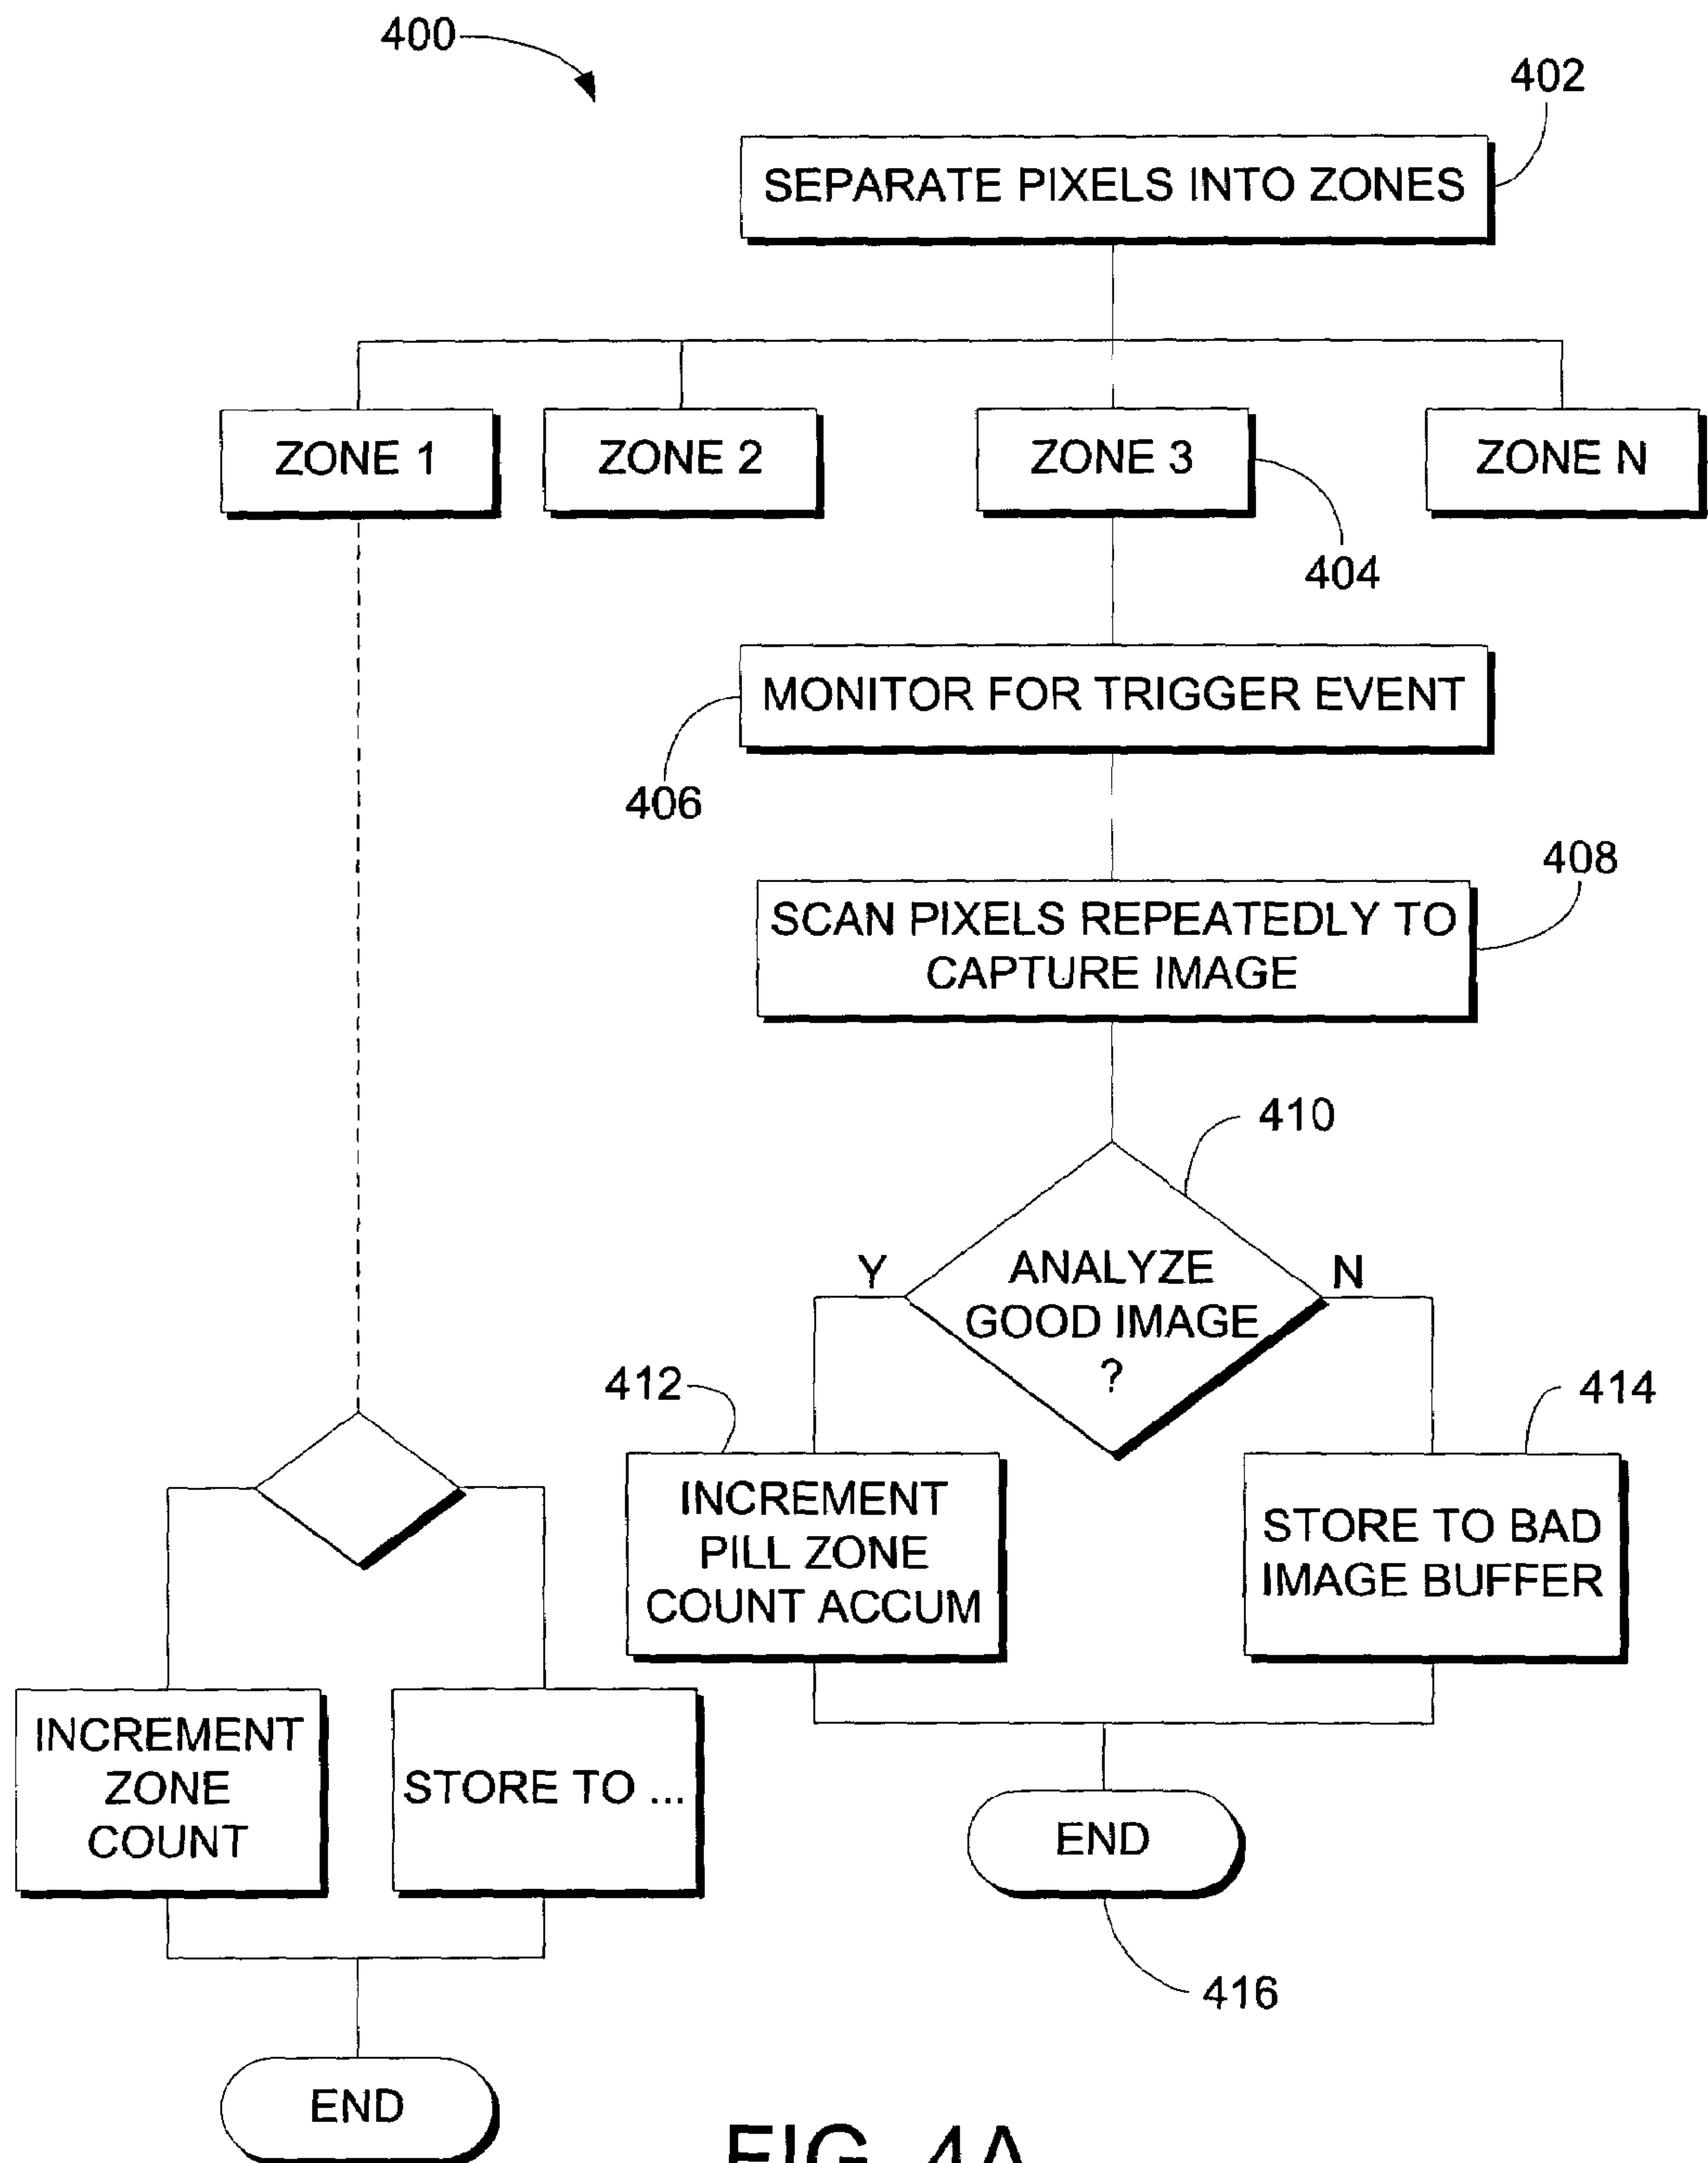 400
402
SEPARATE PIXELS INTO ZONES
ZONE 1
ZONE 2
ZONE 3
ZONE N
404
MONITOR FOR TRIGGER EVENT
406
408
SCAN PIXELS REPEATEDLY TO
CAPTURE IMAGE
410
Y
N
ANALYZE
GOOD IMAGE
?
412
414
INCREMENT
PILL ZONE
COUNT ACCUM
STORE TO BAD
IMAGE BUFFER
INCREMENT
ZONE
COUNT
STORE TO ...
END
416
END
FIG. 4A